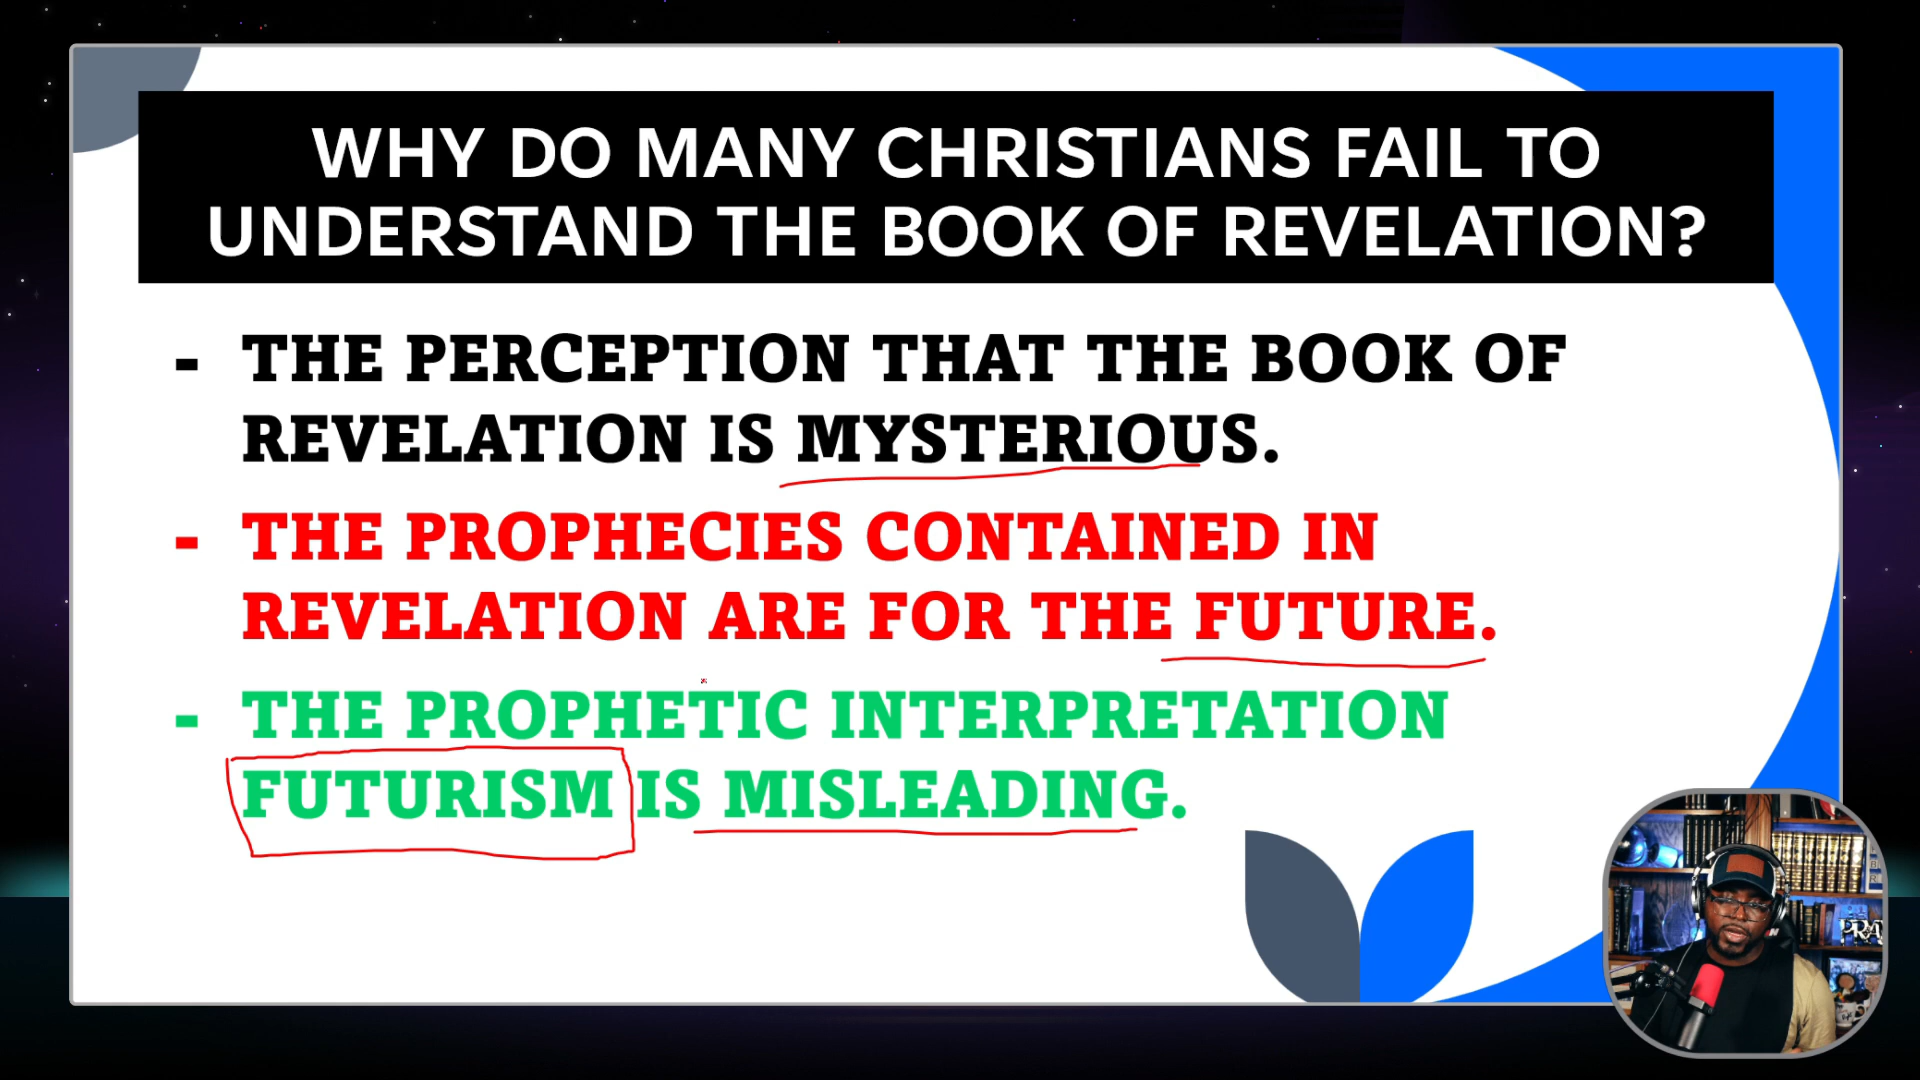 WHY DO MANY CHRISTIANS FAIL TO
UNDERSTAND THE BOOK OF REVELATION?
- THE PERCEPTION THAT THE BOOK OF
REVELATION IS MYSTERIOUS.
- THE PROPHECIES CONTAINED IN
REVELATION ARE FOR THE FUTURE.
- THE PROPHETIC INTERPRETATION
FUTURISM IS MISLEADING.